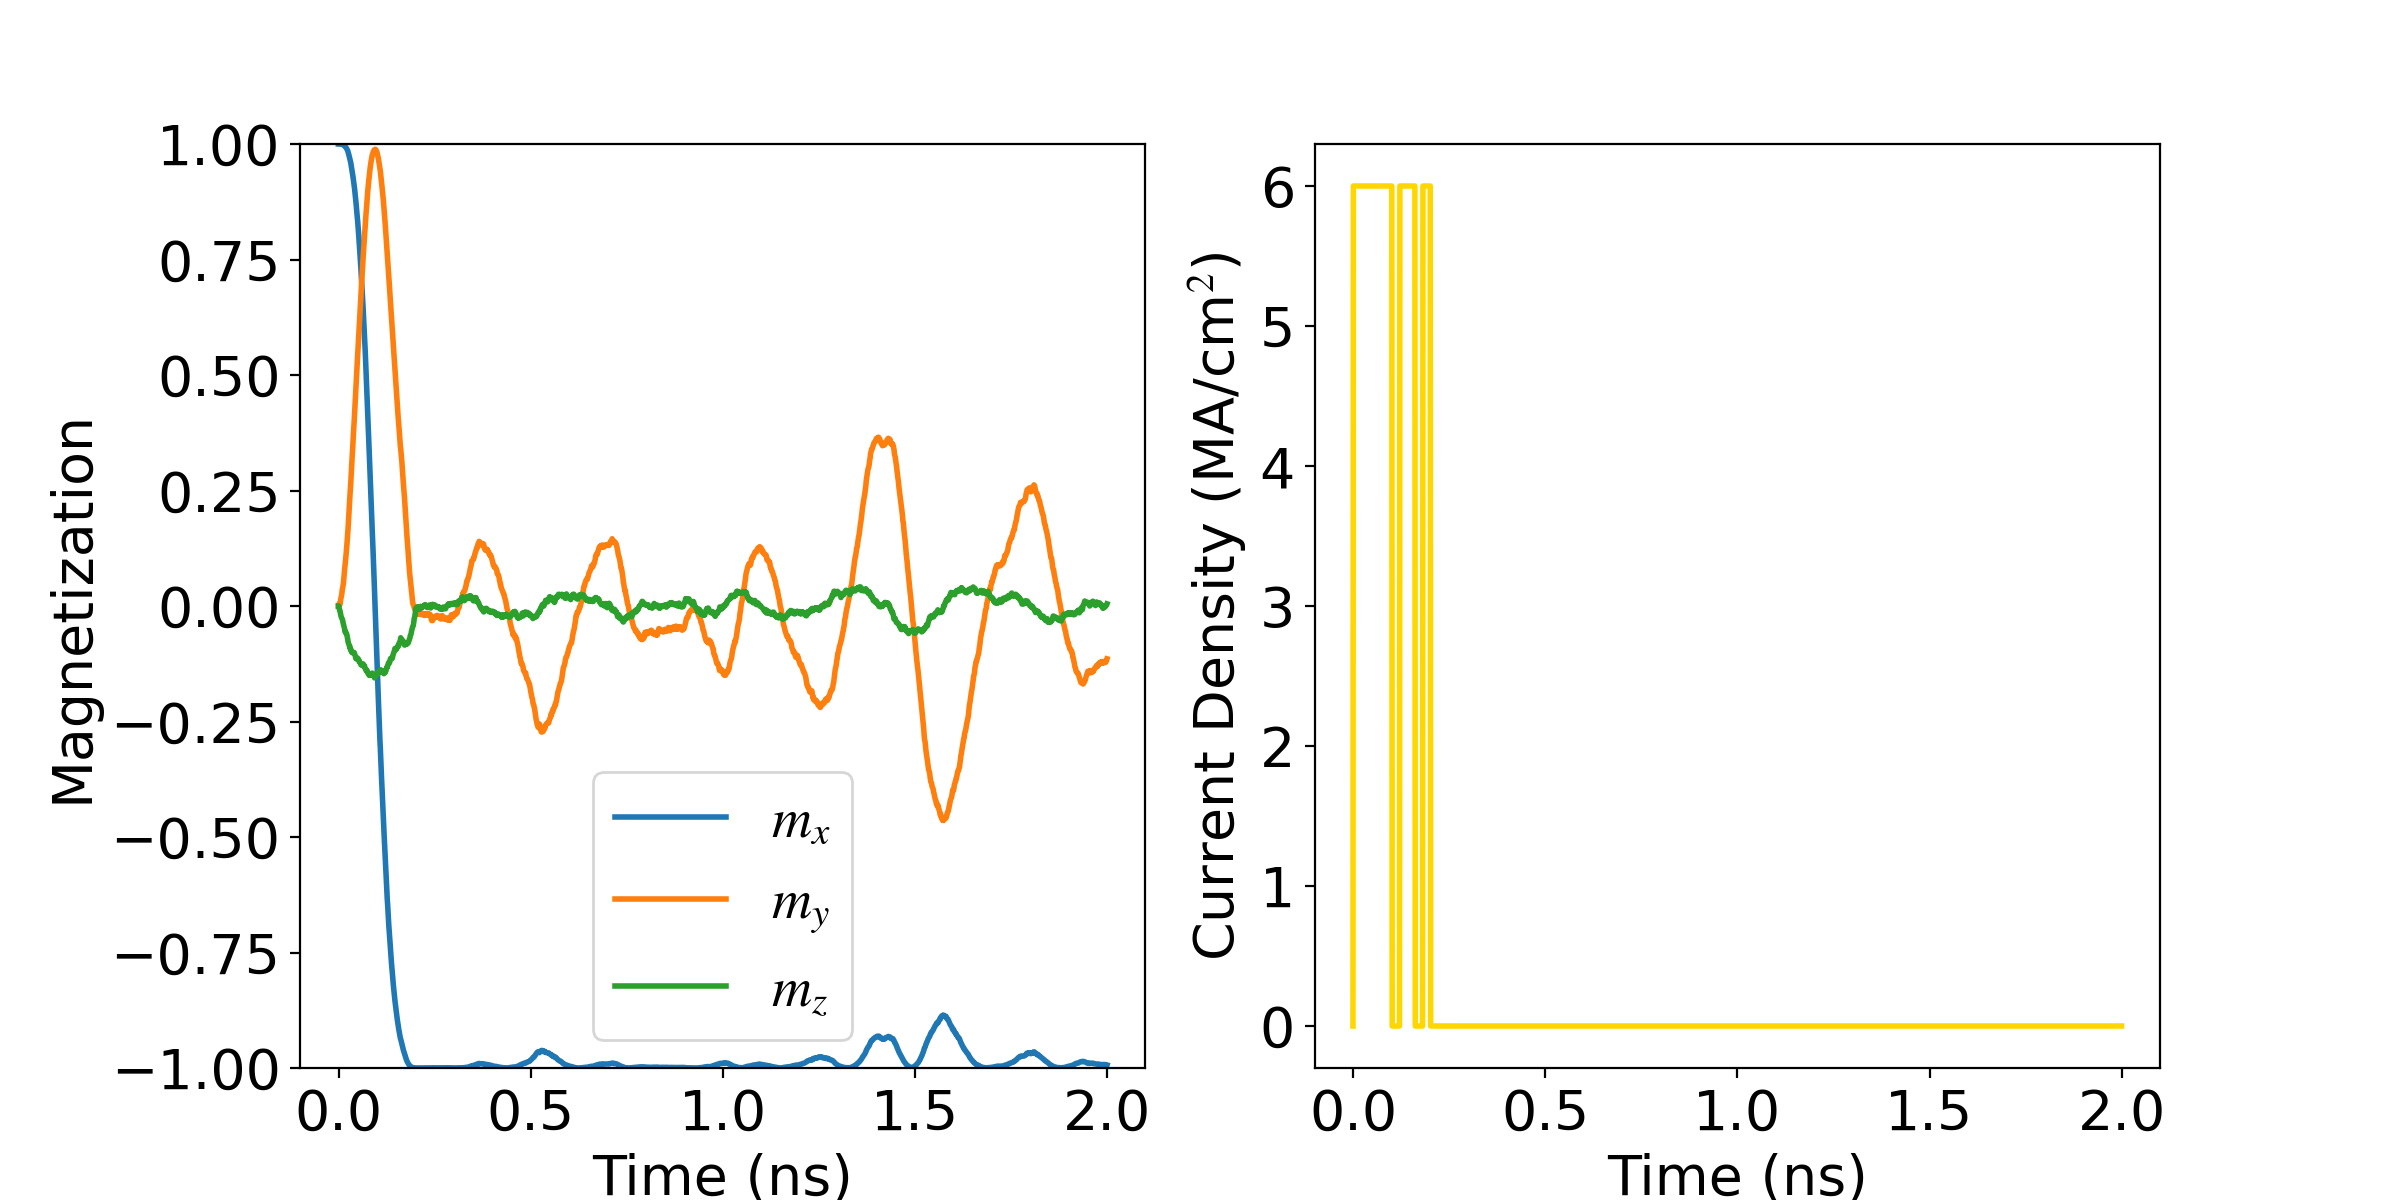 Magnetization
1.00
0.75
0.50
0.25
0.00
−0.25
−0.50
−0.75
−1.00
0.0 0.5 1.0 1.5 2.0
Time (ns)
m_x
m_y
m_z
Current Density (MA/cm²)
6
5
4
3
2
1
0
0.0 0.5 1.0 1.5 2.0
Time (ns)